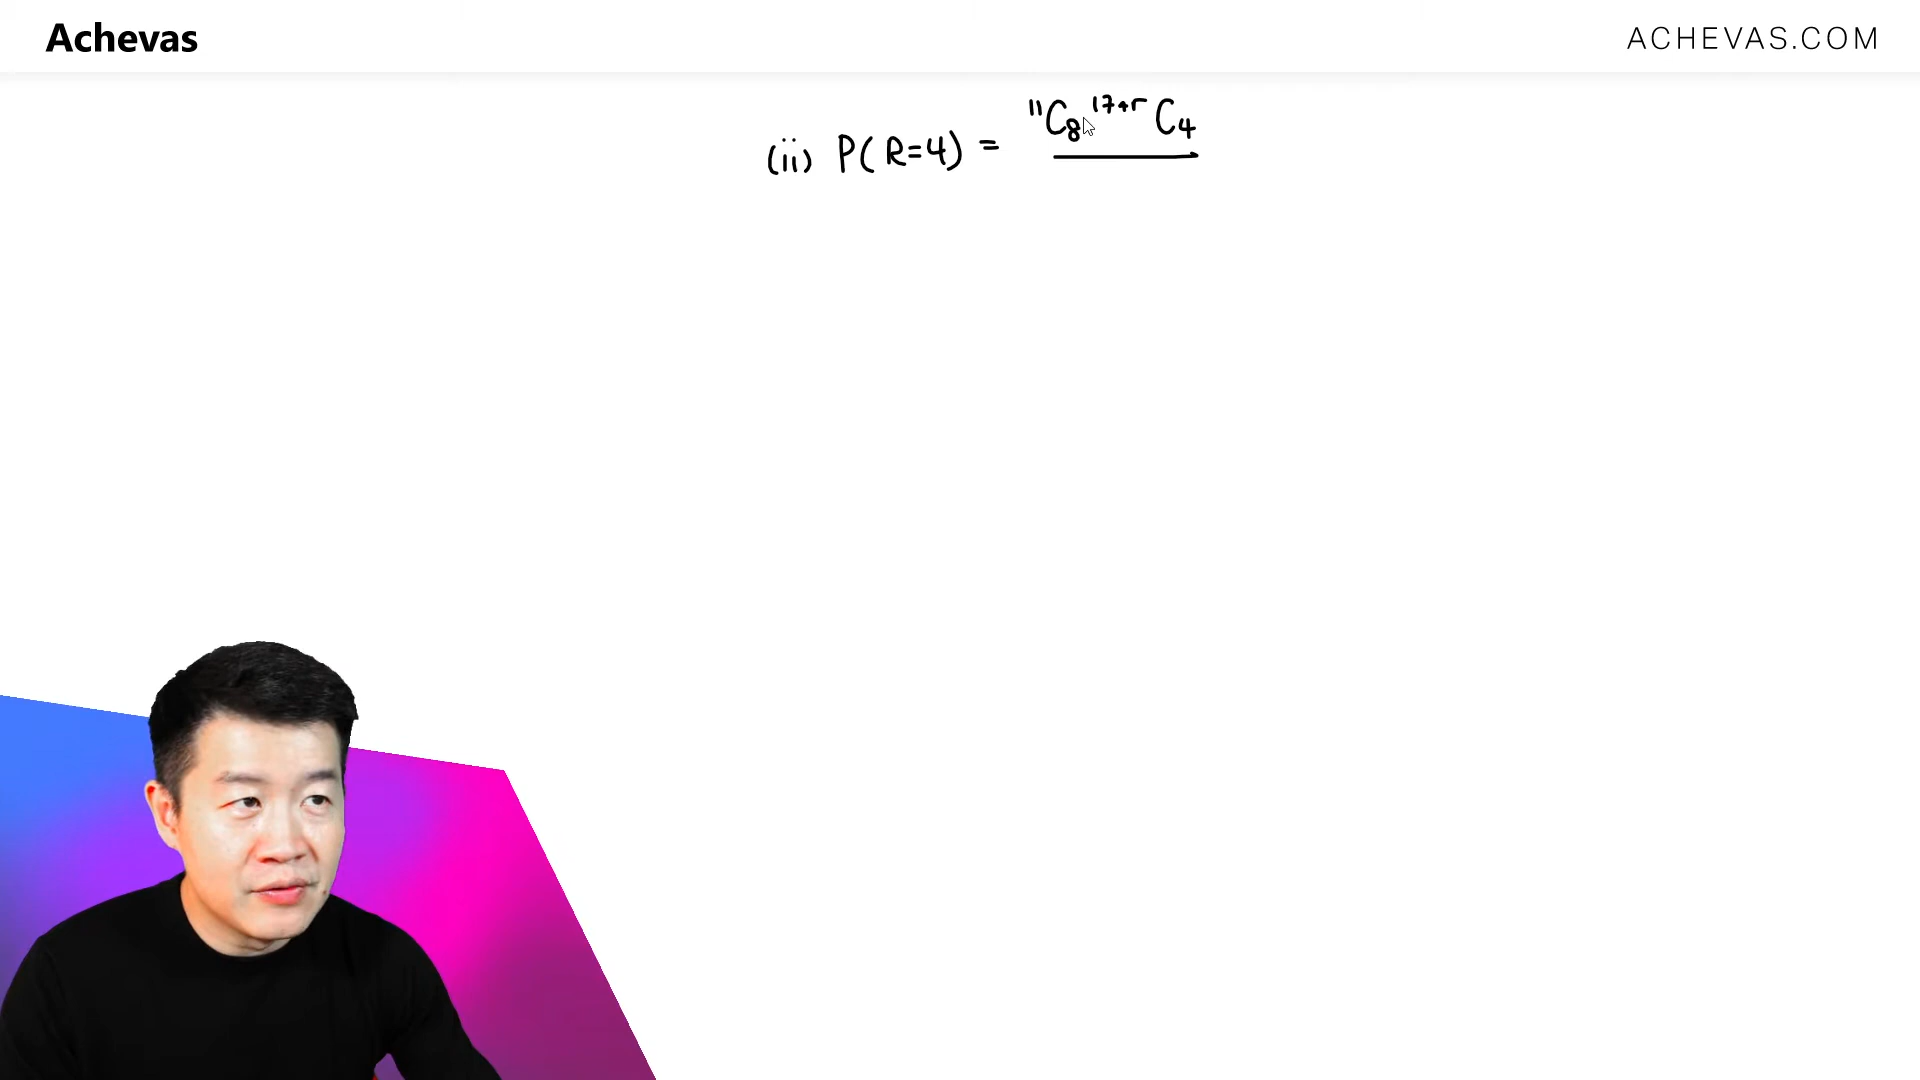 Achevas
ACHEVAS.COM
(ii) P(R=4) = ¹¹C₈ ¹⁷⁺ʳC₄